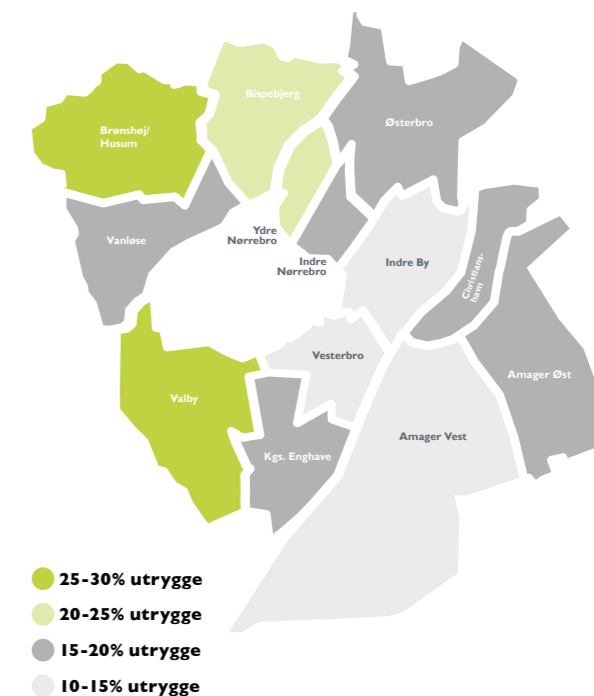 Bispebjerg
Østerbro
Brønshøj/
Husum
Ydre
Nørrebro
Vanløse
Indre
Nørrebro
Indre By
Christians-
havn
Vesterbro
Amager Øst
Valby
Amager Vest
Kgs. Enghave
25-30% utrygge
20-25% utrygge
15-20% utrygge
10-15% utrygge